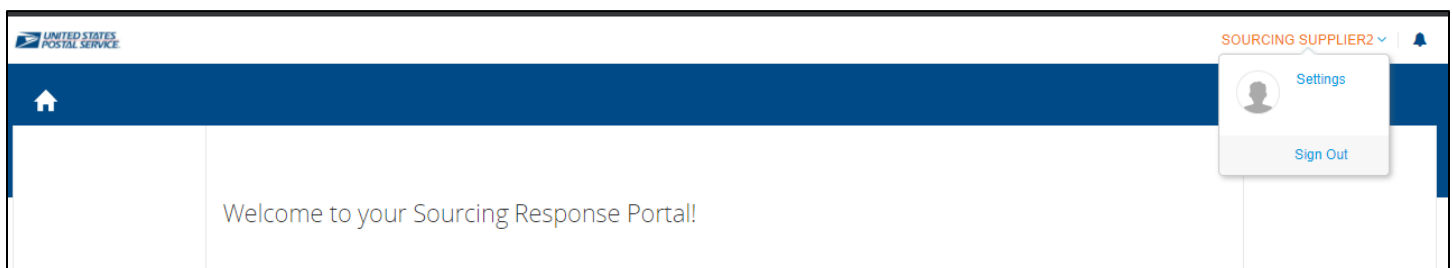 UNITED STATES
POSTAL SERVICE
SOURCING SUPPLIER2
Settings
Sign Out
Welcome to your Sourcing Response Portal!